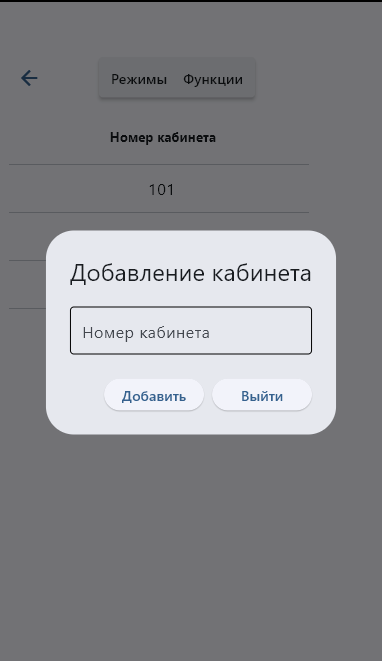 Режимы Функции
Номер кабинета
101
Добавление кабинета
Номер кабинета
Добавить Выйти